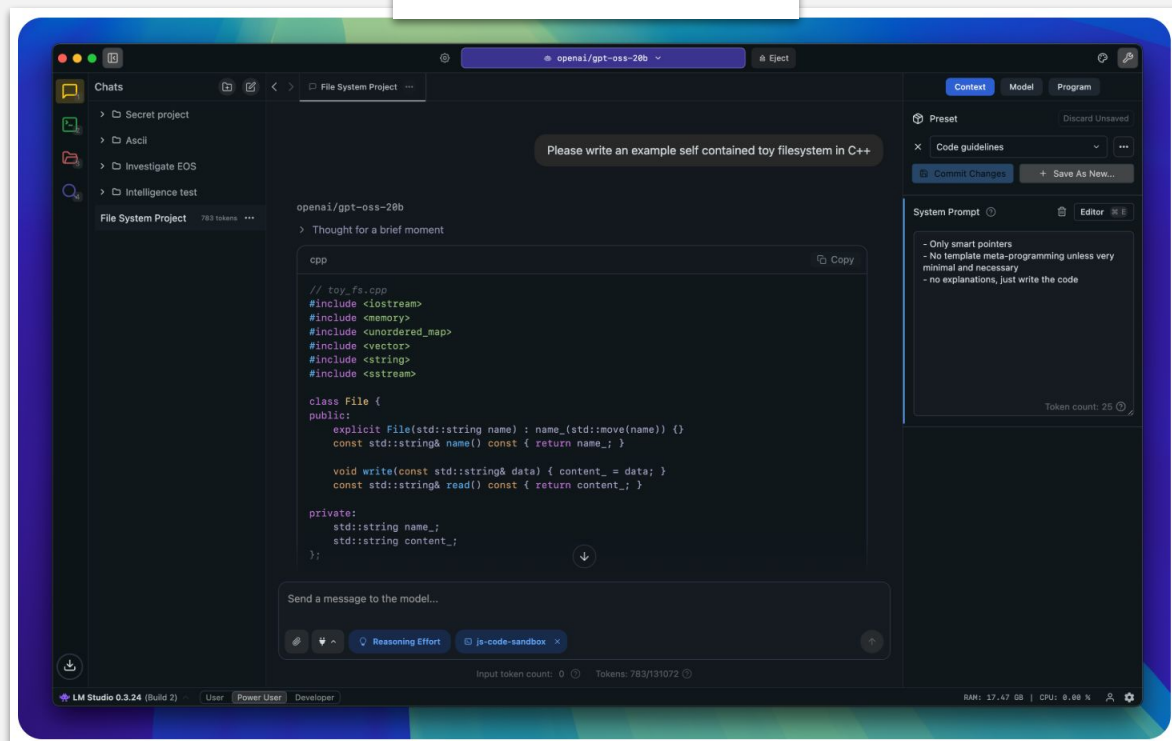 openai/gpt-oss-20b
Eject
Chats
File System Project
Secret project
Ascii
Investigate EOS
Intelligence test
File System Project 783 tokens
Please write an example self contained toy filesystem in C++
openai/gpt-oss-20b
Thought for a brief moment
cpp
Copy
// toy_fs.cpp
#include <iostream>
#include <memory>
#include <unordered_map>
#include <vector>
#include <string>
#include <sstream>
class File {
public:
explicit File(std::string name) : name_(std::move(name)) {}
const std::string& name() const { return name_; }
void write(const std::string& data) { content_ = data; }
const std::string& read() const { return content_; }
private:
std::string name_;
std::string content_;
};
Send a message to the model...
Reasoning Effort
js-code-sandbox
Input token count: 0 Tokens: 783/131072
Context Model Program
Preset Discard Unsaved
Code guidelines
Commit Changes + Save As New...
System Prompt Editor ⌘ E
- Only smart pointers
- No template meta-programming unless very
minimal and necessary
- no explanations, just write the code
Token count: 25
LM Studio 0.3.24 (Build 2) User Power User Developer
RAM: 17.47 GB | CPU: 0.00 %